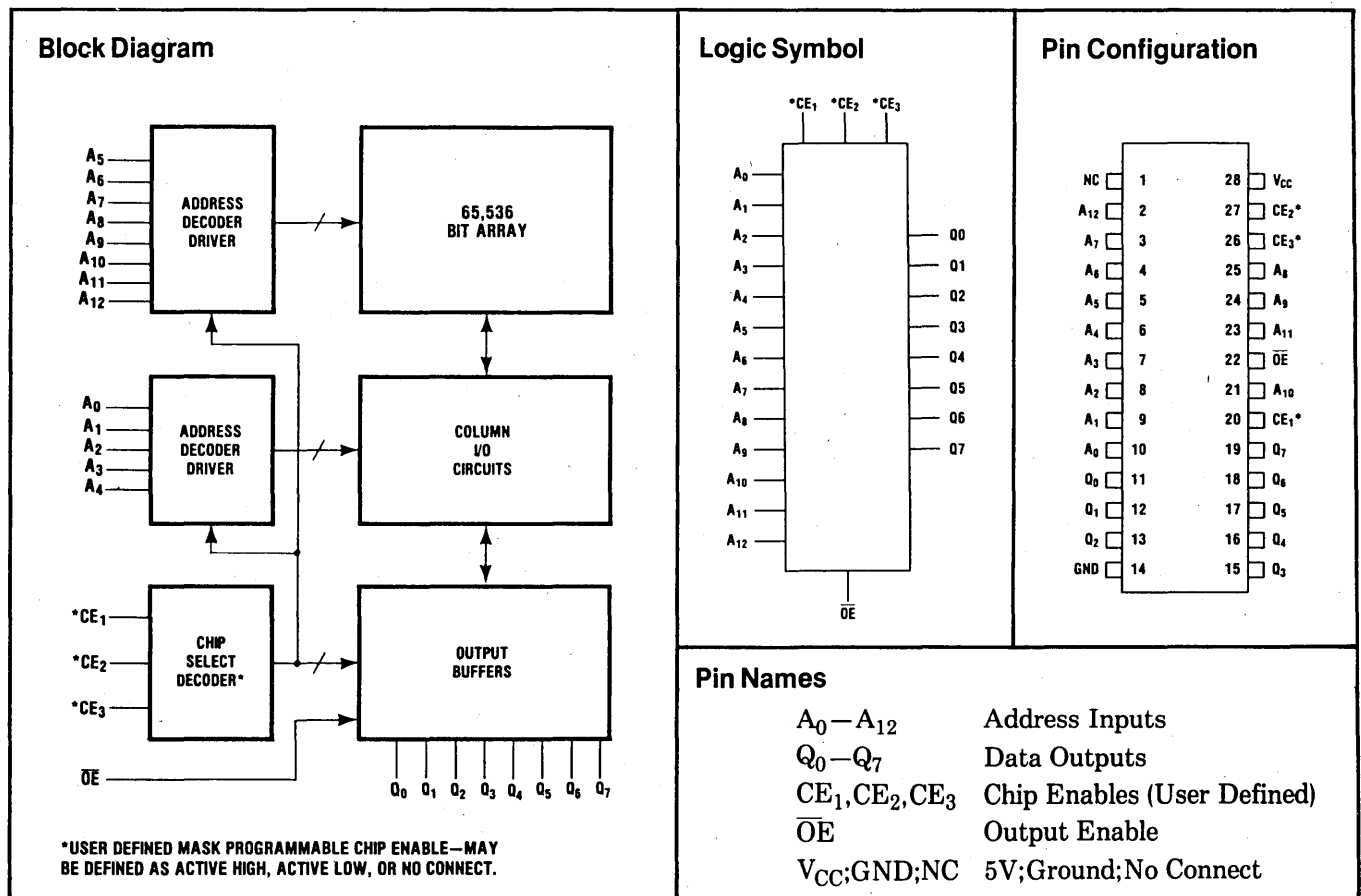 Block Diagram
A5
A6
A7
A8
A9
A10
A11
A12
ADDRESS
DECODER
DRIVER
65,536
BIT ARRAY
A0
A1
A2
A3
A4
ADDRESS
DECODER
DRIVER
COLUMN
I/O
CIRCUITS
*CE1
*CE2
*CE3
CHIP
SELECT
DECODER*
OUTPUT
BUFFERS
O̅E̅
Q0 Q1 Q2 Q3 Q4 Q5 Q6 Q7
*USER DEFINED MASK PROGRAMMABLE CHIP ENABLE—MAY
BE DEFINED AS ACTIVE HIGH, ACTIVE LOW, OR NO CONNECT.
Logic Symbol
*CE1 *CE2 *CE3
A0
A1
A2
A3
A4
A5
A6
A7
A8
A9
A10
A11
A12
Q0
Q1
Q2
Q3
Q4
Q5
Q6
Q7
O̅E̅
Pin Configuration
NC 1 28 VCC
A12 2 27 CE2*
A7 3 26 CE3*
A6 4 25 A8
A5 5 24 A9
A4 6 23 A11
A3 7 22 O̅E̅
A2 8 21 A10
A1 9 20 CE1*
A0 10 19 Q7
Q0 11 18 Q6
Q1 12 17 Q5
Q2 13 16 Q4
GND 14 15 Q3
Pin Names
A0—A12 Address Inputs
Q0—Q7 Data Outputs
CE1,CE2,CE3 Chip Enables (User Defined)
O̅E̅ Output Enable
VCC;GND;NC 5V;Ground;No Connect